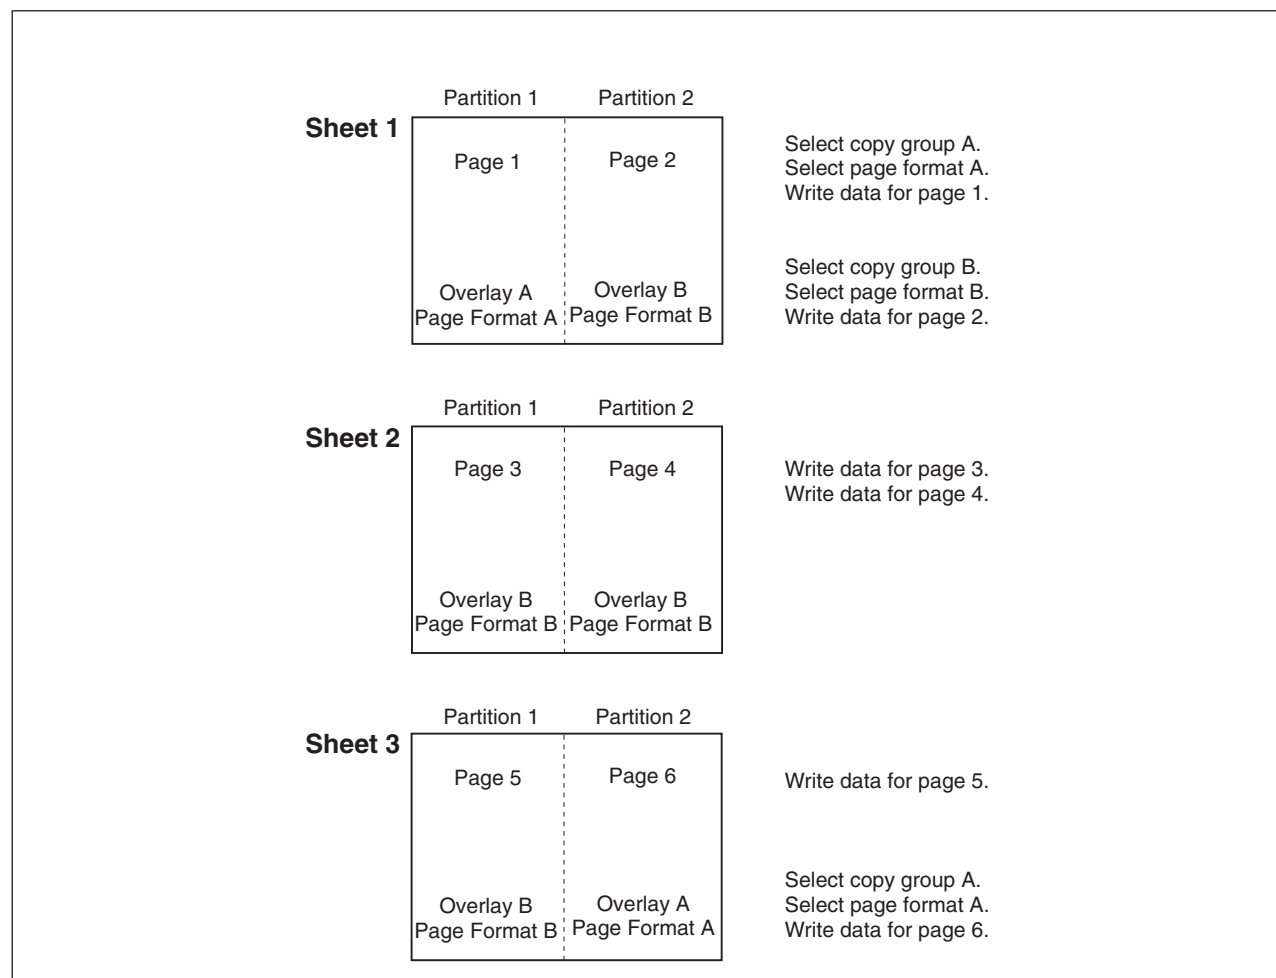 Partition 1 Partition 2
Sheet 1
Page 1 Page 2
Overlay A Overlay B
Page Format A Page Format B
Select copy group A.
Select page format A.
Write data for page 1.
Select copy group B.
Select page format B.
Write data for page 2.
Partition 1 Partition 2
Sheet 2
Page 3 Page 4
Overlay B Overlay B
Page Format B Page Format B
Write data for page 3.
Write data for page 4.
Partition 1 Partition 2
Sheet 3
Page 5 Page 6
Overlay B Overlay A
Page Format B Page Format A
Write data for page 5.
Select copy group A.
Select page format A.
Write data for page 6.